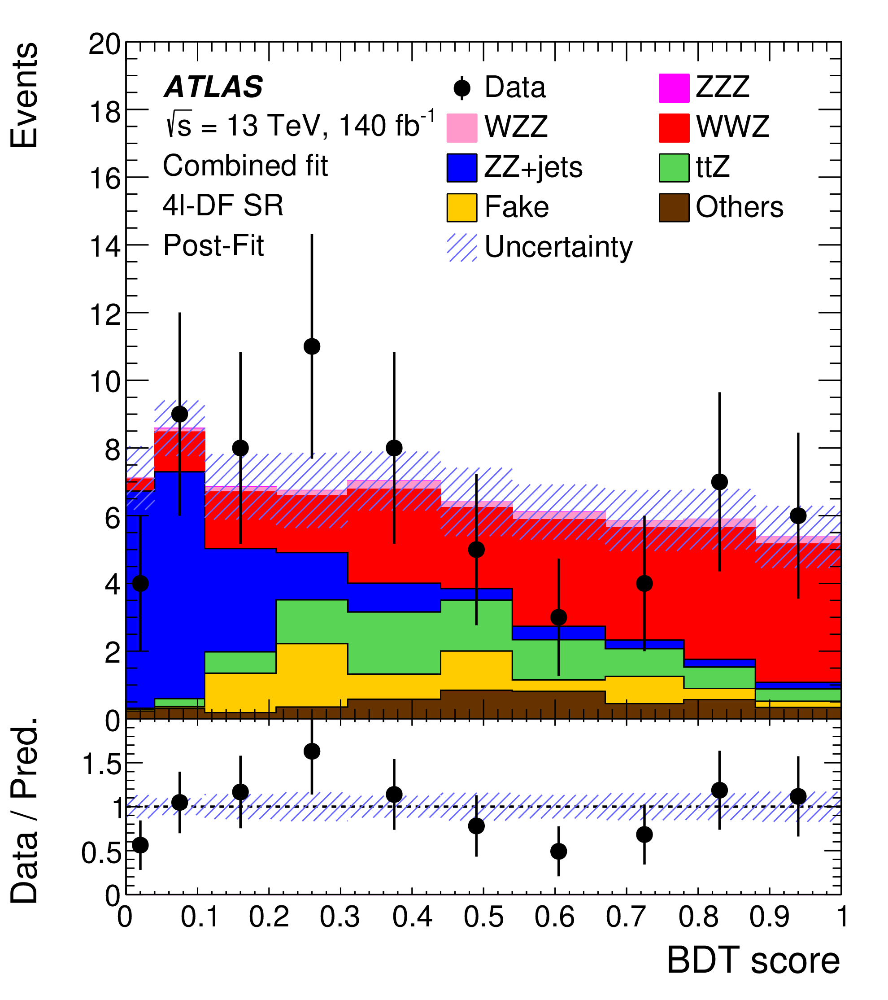 Events
20
18
16
14
12
10
8
6
4
2
0
ATLAS
√s = 13 TeV, 140 fb⁻¹
Combined fit
4l-DF SR
Post-Fit
Data
ZZZ
WZZ
WWZ
ZZ+jets
ttZ
Fake
Others
Uncertainty
Data / Pred.
1.5
1
0.5
0
0 0.1 0.2 0.3 0.4 0.5 0.6 0.7 0.8 0.9 1
BDT score